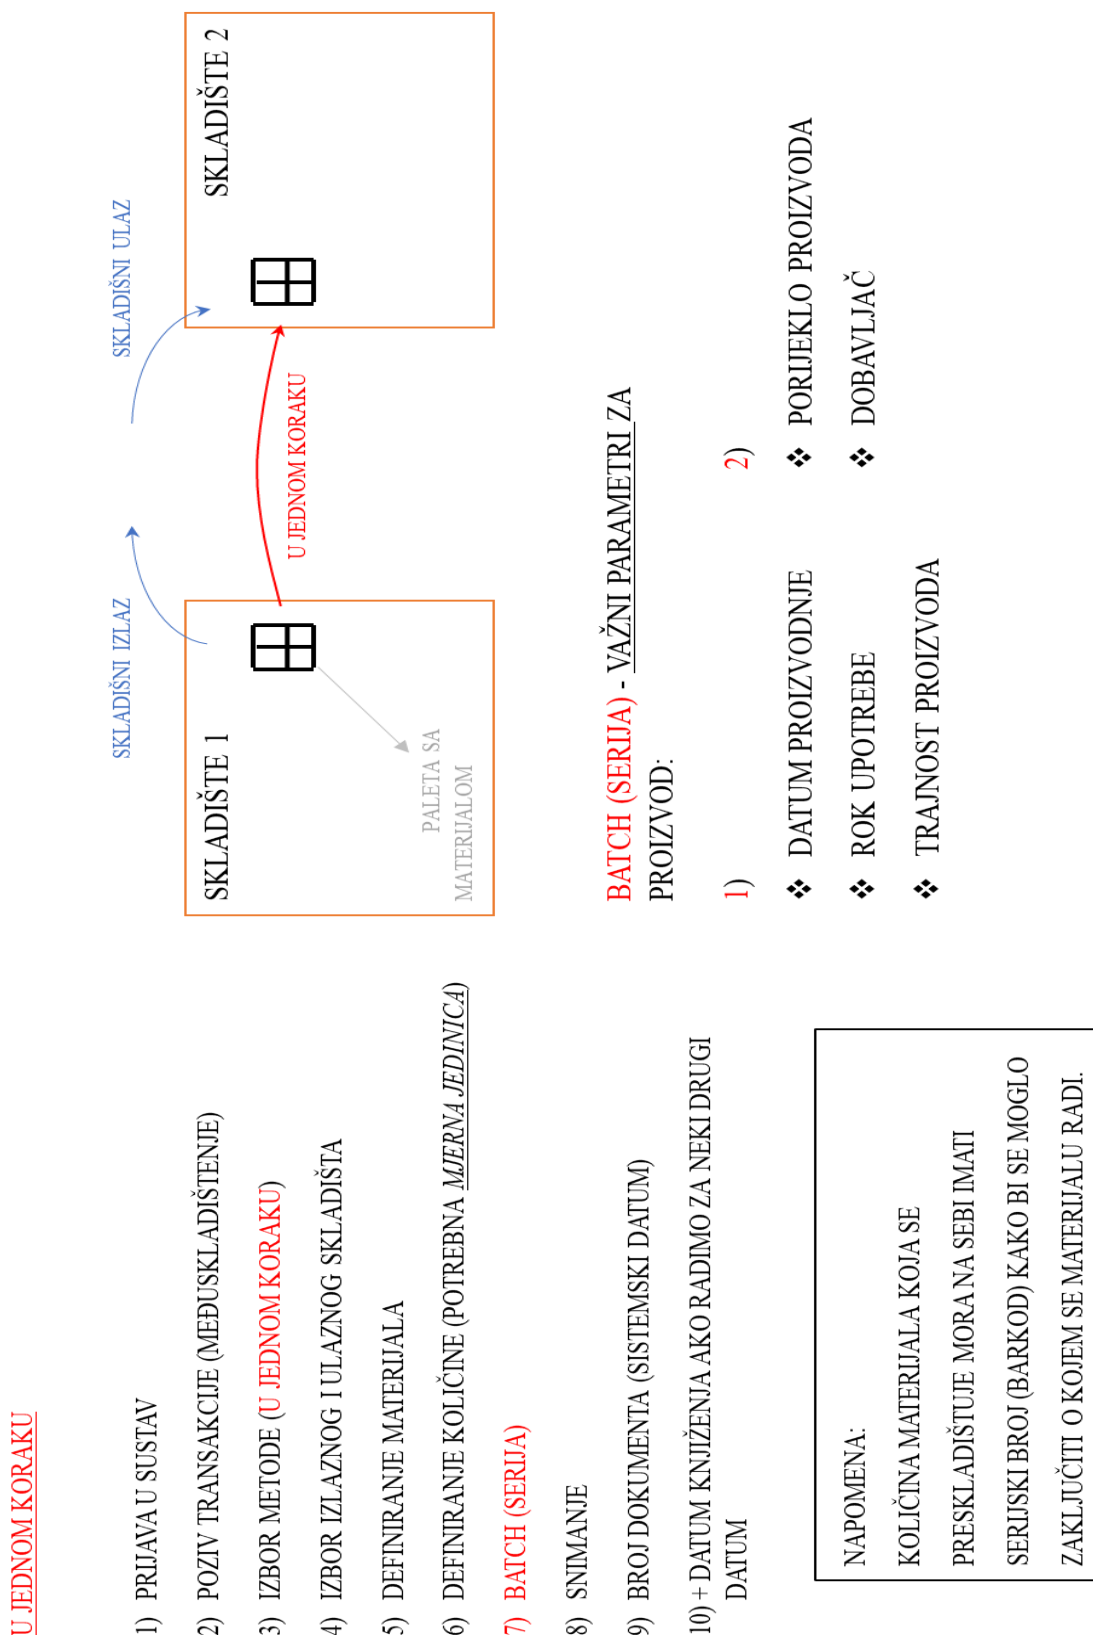 U JEDNOM KORAKU
1) PRIJAVA U SUSTAV
2) POZIV TRANSAKCIJE (MEĐUSKLADIŠTENJE)
3) IZBOR METODE (U JEDNOM KORAKU)
4) IZBOR IZLAZNOG I ULAZNOG SKLADIŠTA
5) DEFINIRANJE MATERIJALA
6) DEFINIRANJE KOLIČINE (POTREBNA MJERNA JEDINICA)
7) BATCH (SERIJA)
8) SNIMANJE
9) BROJ DOKUMENTA (SISTEMSKI DATUM)
10) + DATUM KNJIŽENJA AKO RADIMO ZA NEKI DRUGI
DATUM
NAPOMENA:
KOLIČINA MATERIJALA KOJA SE
PRESKLADIŠTUJE MORA NA SEBI IMATI
SERIJSKI BROJ (BARKOD) KAKO BI SE MOGLO
ZAKLJUČITI O KOJEM SE MATERIJALU RADI.
SKLADIŠNI IZLAZ
SKLADIŠNI ULAZ
SKLADIŠTE 1
SKLADIŠTE 2
U JEDNOM KORAKU
PALETA SA
MATERIJALOM
BATCH (SERIJA) - VAŽNI PARAMETRI ZA
PROIZVOD:
1)
❖ DATUM PROIZVODNJE
❖ ROK UPOTREBE
❖ TRAJNOST PROIZVODA
2)
❖ PORIJEKLO PROIZVODA
❖ DOBAVLJAČ